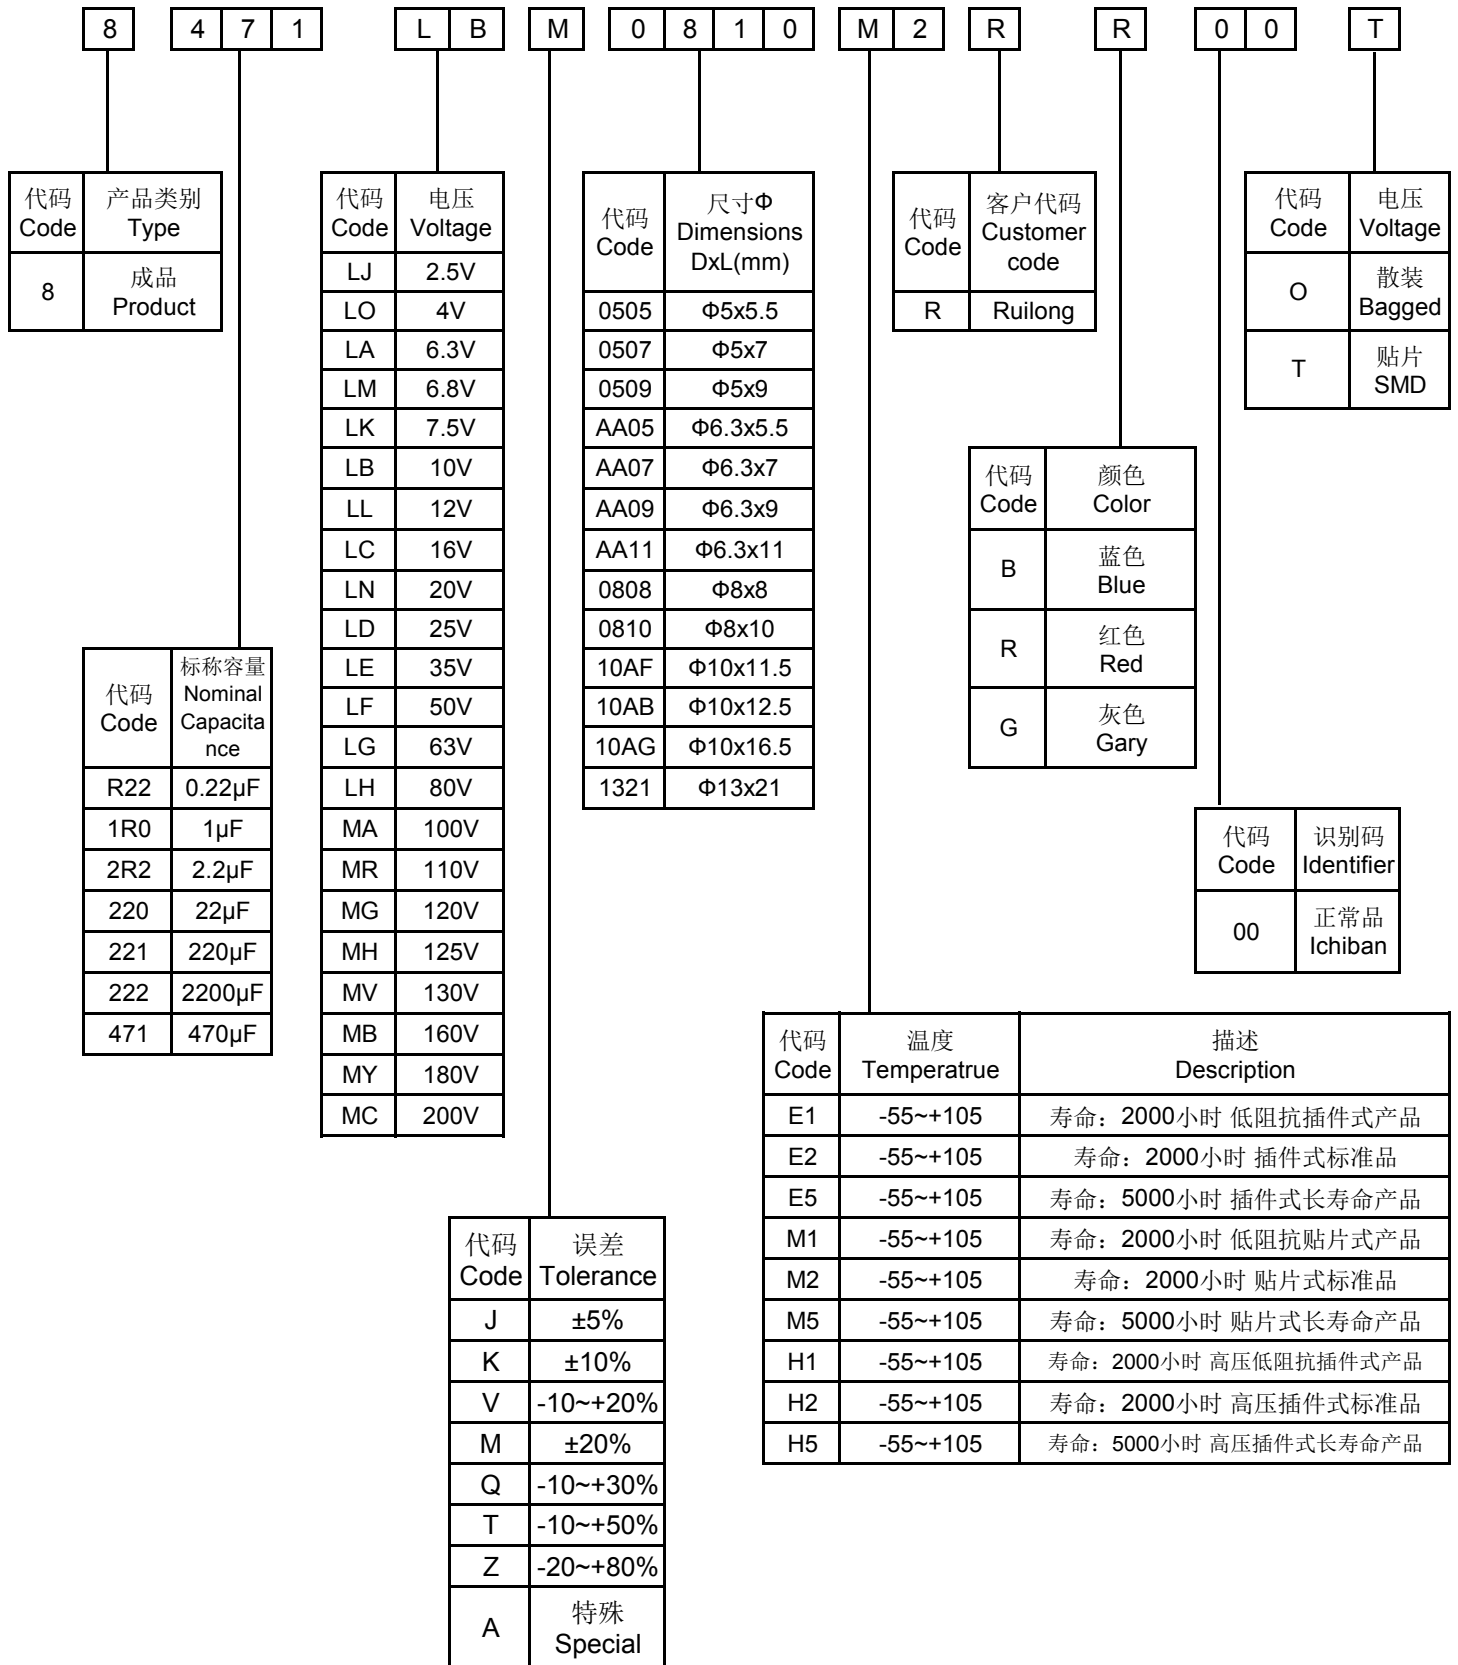 8 4 7 1 L B M 0 8 1 0 M 2 R R 0 0 T
代码 产品类别
Code Type
8 成品
Product
代码 标称容量
Code Nominal
Capacita
nce
R22 0.22µF
1R0 1µF
2R2 2.2µF
220 22µF
221 220µF
222 2200µF
471 470µF
代码 电压
Code Voltage
LJ 2.5V
LO 4V
LA 6.3V
LM 6.8V
LK 7.5V
LB 10V
LL 12V
LC 16V
LN 20V
LD 25V
LE 35V
LF 50V
LG 63V
LH 80V
MA 100V
MR 110V
MG 120V
MH 125V
MV 130V
MB 160V
MY 180V
MC 200V
代码 误差
Code Tolerance
J ±5%
K ±10%
V -10~+20%
M ±20%
Q -10~+30%
T -10~+50%
Z -20~+80%
A 特殊
Special
代码 尺寸Φ
Code Dimensions
DxL(mm)
0505 Φ5x5.5
0507 Φ5x7
0509 Φ5x9
AA05 Φ6.3x5.5
AA07 Φ6.3x7
AA09 Φ6.3x9
AA11 Φ6.3x11
0808 Φ8x8
0810 Φ8x10
10AF Φ10x11.5
10AB Φ10x12.5
10AG Φ10x16.5
1321 Φ13x21
代码 温度 描述
Code Temperatrue Description
E1 -55~+105 寿命：2000小时 低阻抗插件式产品
E2 -55~+105 寿命：2000小时 插件式标准品
E5 -55~+105 寿命：5000小时 插件式长寿命产品
M1 -55~+105 寿命：2000小时 低阻抗贴片式产品
M2 -55~+105 寿命：2000小时 贴片式标准品
M5 -55~+105 寿命：5000小时 贴片式长寿命产品
H1 -55~+105 寿命：2000小时 高压低阻抗插件式产品
H2 -55~+105 寿命：2000小时 高压插件式标准品
H5 -55~+105 寿命：5000小时 高压插件式长寿命产品
代码 客户代码
Code Customer
code
R Ruilong
代码 颜色
Code Color
B 蓝色
Blue
R 红色
Red
G 灰色
Gary
代码 识别码
Code Identifier
00 正常品
Ichiban
代码 电压
Code Voltage
O 散装
Bagged
T 贴片
SMD